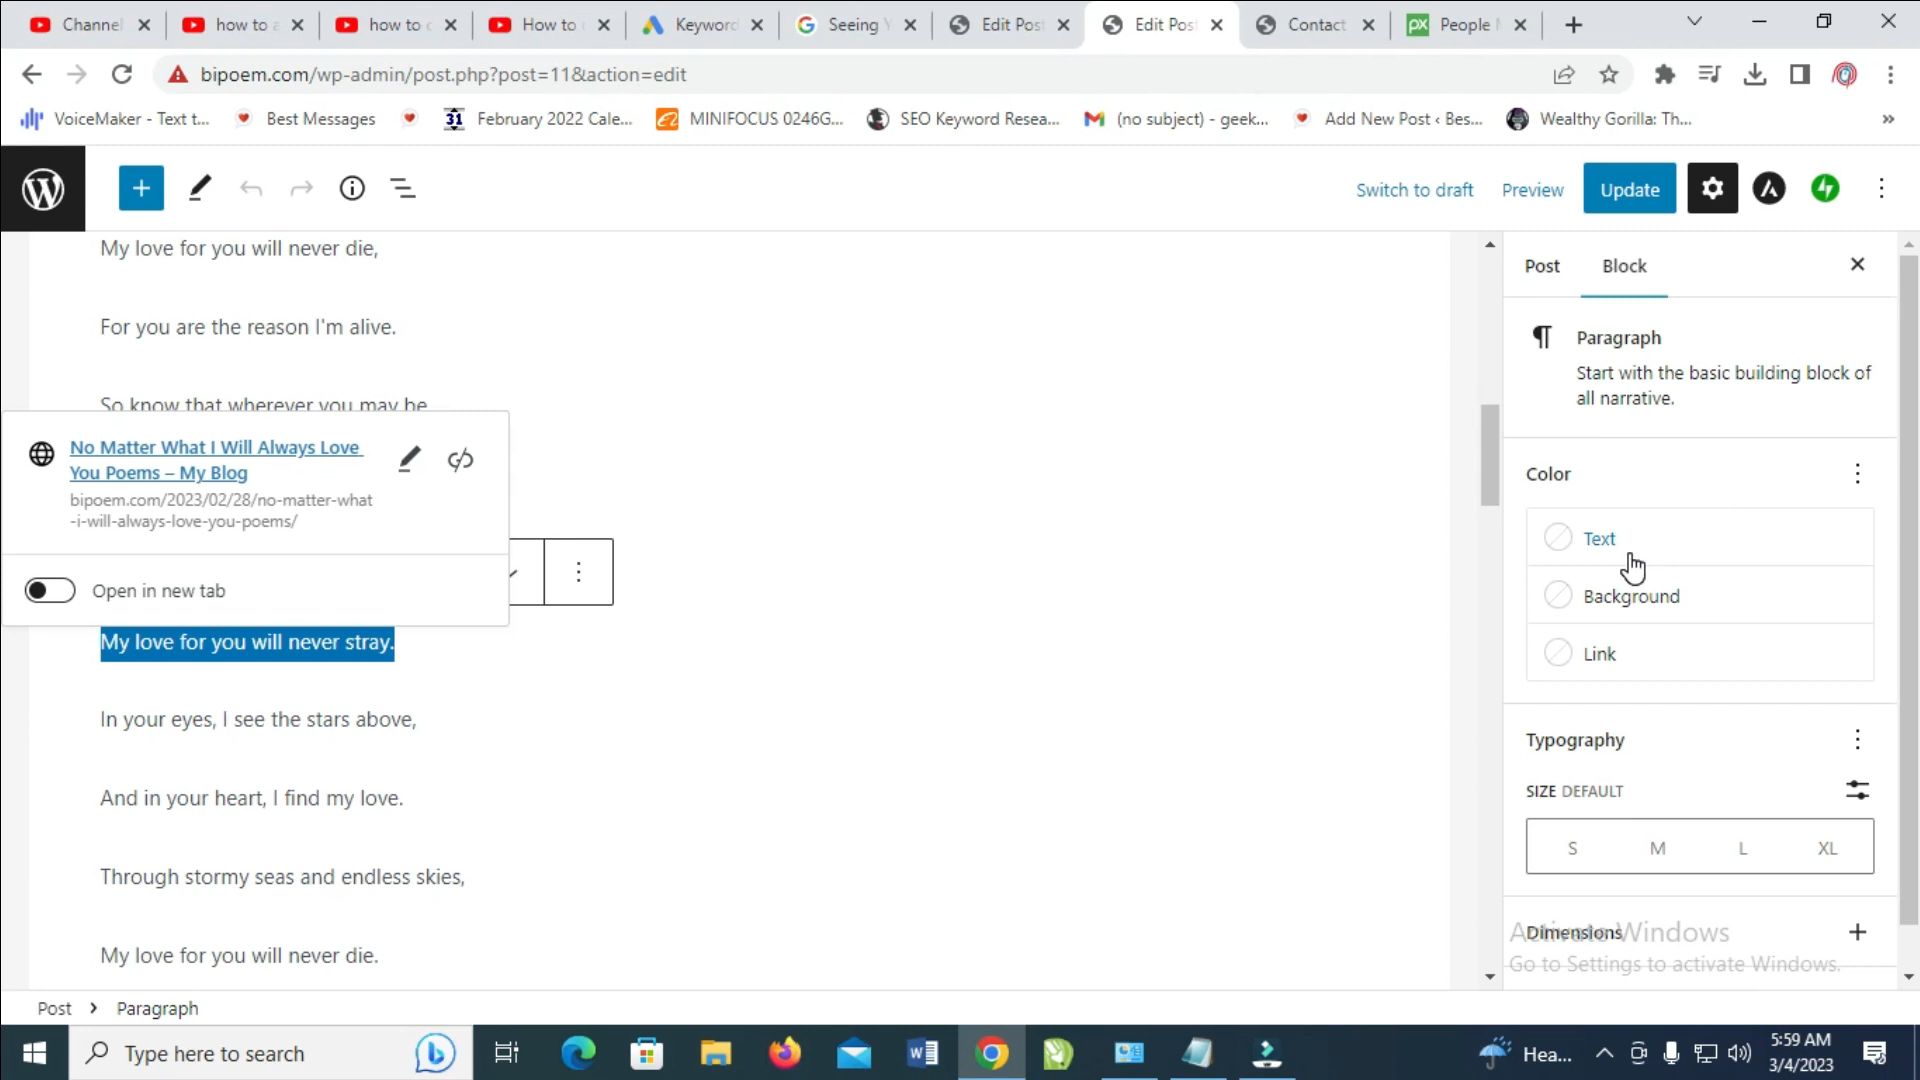 Channel
how to a
how to c
How to
Keyword
Seeing Y
Edit Post
Edit Post
Contact
px
People M
bipoem.com/wp-admin/post.php?post=11&action=edit
VoiceMaker - Text t...
Best Messages
31
February 2022 Cale...
MINIFOCUS 0246G...
SEO Keyword Resea...
(no subject) - geek...
Add New Post ‹ Bes...
Wealthy Gorilla: Th...
»
Switch to draft
Preview
Update
My love for you will never die,
For you are the reason I'm alive.
So know that wherever you may be
No Matter What I Will Always Love
You Poems – My Blog
bipoem.com/2023/02/28/no-matter-what
-i-will-always-love-you-poems/
Open in new tab
My love for you will never stray.
In your eyes, I see the stars above,
And in your heart, I find my love.
Through stormy seas and endless skies,
My love for you will never die.
Post
Block
Paragraph
Start with the basic building block of
all narrative.
Color
Text
Background
Link
Typography
SIZE DEFAULT
S M L XL
Dimensions
Activate Windows
Go to Settings to activate Windows.
Post > Paragraph
Type here to search
Hea...
5:59 AM
3/4/2023